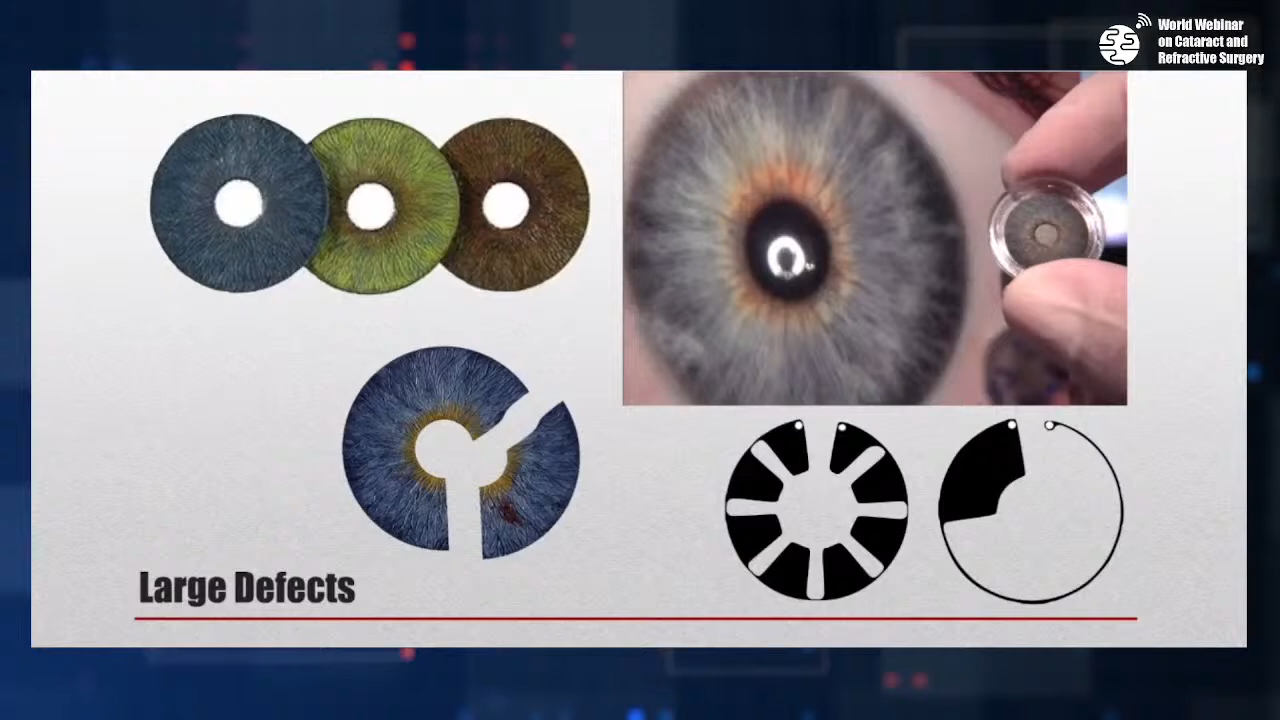 World Webinar
on Cataract and
Refractive Surgery
Large Defects